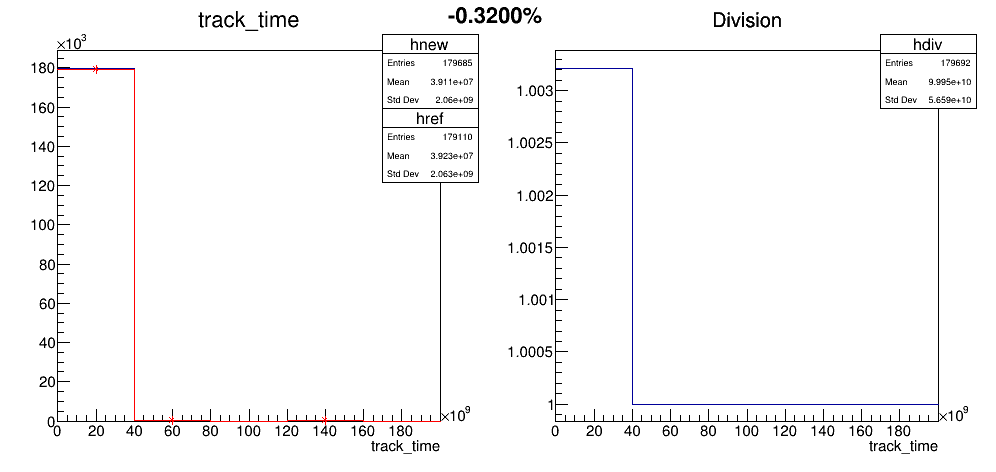 -0.3200%
track_time
×10³
hnew
Entries 179685
Mean 3.911e+07
Std Dev 2.06e+09
href
Entries 179110
Mean 3.923e+07
Std Dev 2.063e+09
180
160
140
120
100
80
60
40
20
0
0 20 40 60 80 100 120 140 160 180
×10⁹
track_time
Division
hdiv
Entries 179692
Mean 9.995e+10
Std Dev 5.659e+10
1.003
1.0025
1.002
1.0015
1.001
1.0005
1
0 20 40 60 80 100 120 140 160 180
×10⁹
track_time